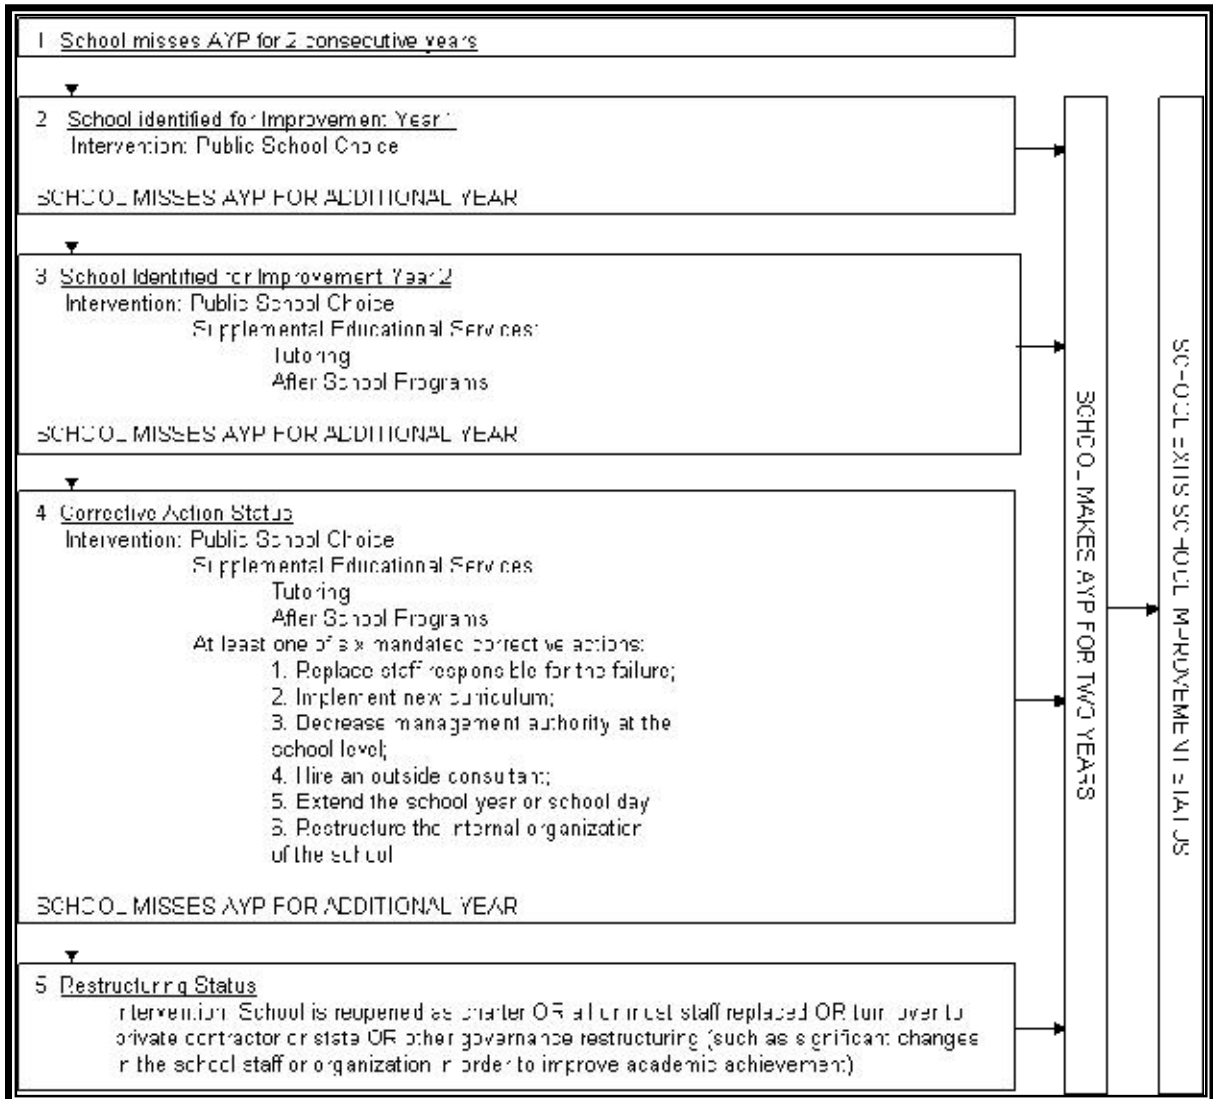 1 School misses AYP for 2 consecutive years
2 School identified for Improvement Year 1
Intervention: Public School Choice
SCHOOL MISSES AYP FOR ADDITIONAL YEAR
3 School Identified for Improvement Year 2
Intervention: Public School Choice
Supplemental Educational Services:
Tutoring
After School Programs
SCHOOL MISSES AYP FOR ADDITIONAL YEAR
4 Corrective Action Status
Intervention: Public School Choice
Supplemental Educational Services
Tutoring
After School Programs
At least one of six mandated corrective actions:
1. Replace staff responsible for the failure;
2. Implement new curriculum;
3. Decrease management authority at the
school level;
4. Hire an outside consultant;
5. Extend the school year or school day
6. Restructure the internal organization
of the school
SCHOOL MISSES AYP FOR ADDITIONAL YEAR
5 Restructuring Status
Intervention: School is reopened as charter OR all or most staff replaced OR turn over to
private contractor or state OR other governance restructuring (such as significant changes
in the school staff or organization in order to improve academic achievement)
SCHOOL MAKES AYP FOR TWO YEARS
SCHOOL EXITS SCHOOL IMPROVEMENT STATUS